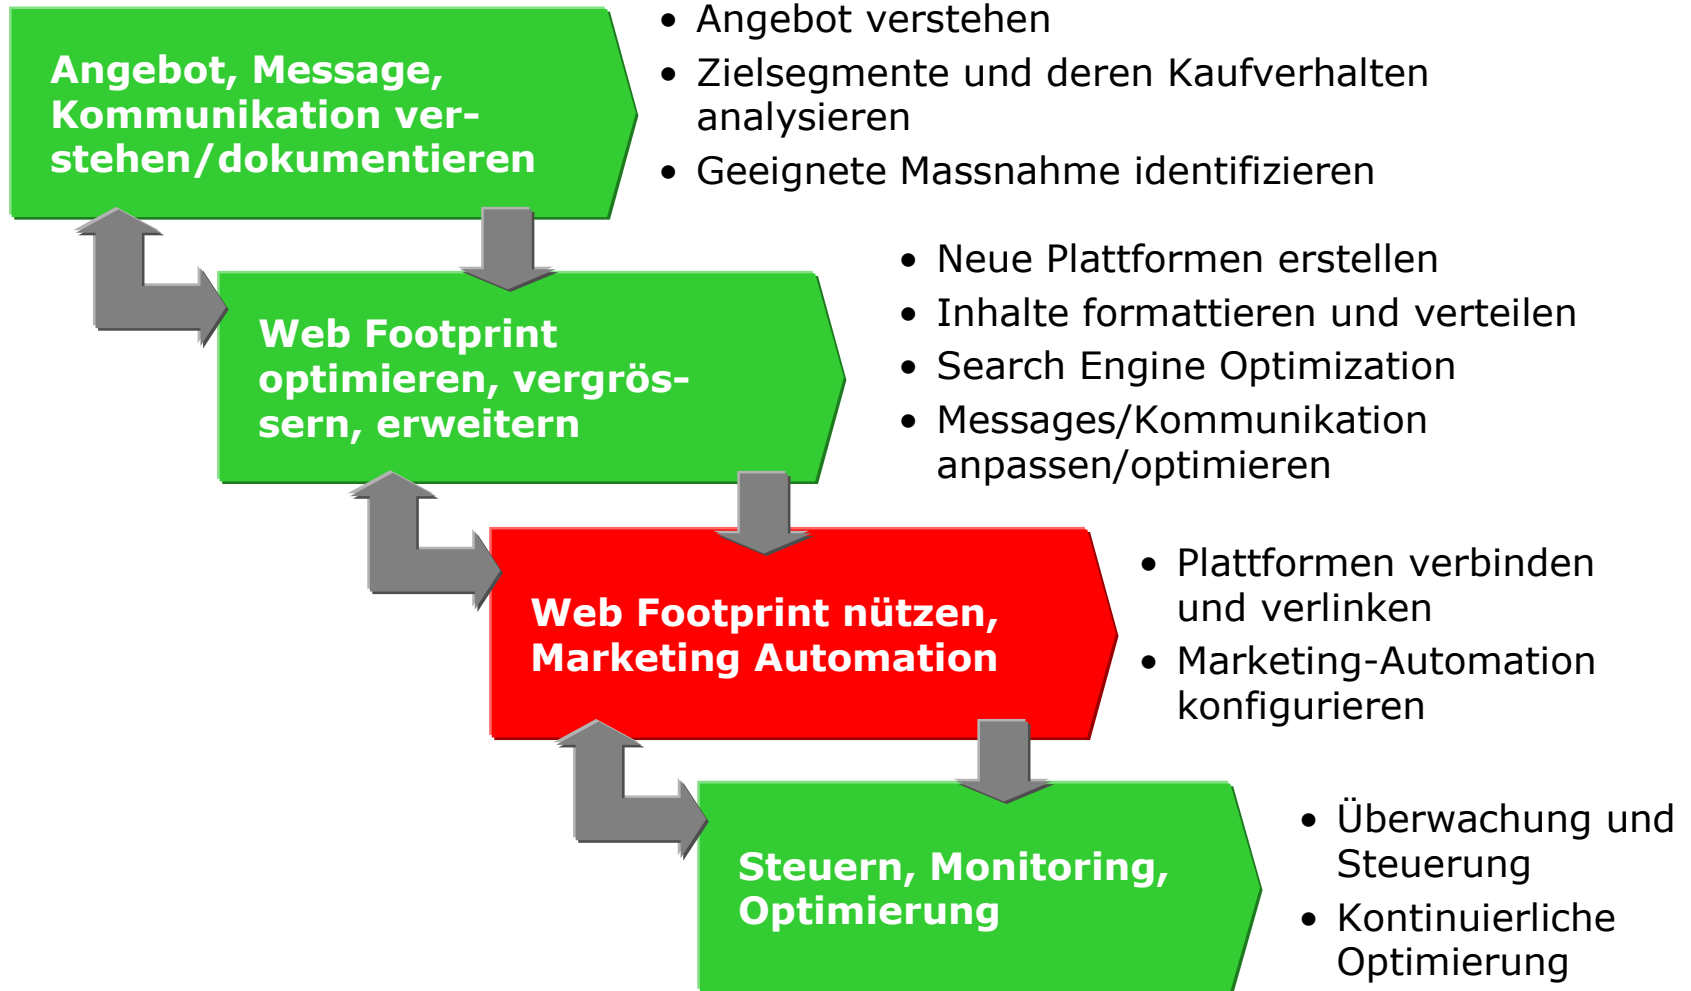 Angebot, Message,
Kommunikation ver-
stehen/dokumentieren
• Angebot verstehen
• Zielsegmente und deren Kaufverhalten
analysieren
• Geeignete Massnahme identifizieren
Web Footprint
optimieren, vergrös-
sern, erweitern
• Neue Plattformen erstellen
• Inhalte formattieren und verteilen
• Search Engine Optimization
• Messages/Kommunikation
anpassen/optimieren
Web Footprint nützen,
Marketing Automation
• Plattformen verbinden
und verlinken
• Marketing-Automation
konfigurieren
Steuern, Monitoring,
Optimierung
• Überwachung und
Steuerung
• Kontinuierliche
Optimierung